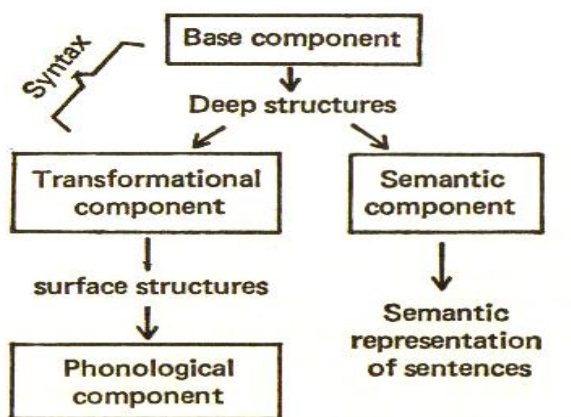 Base component
Syntax
Deep structures
Transformational
component
Semantic
component
surface structures
Semantic
representation
of sentences
Phonological
component